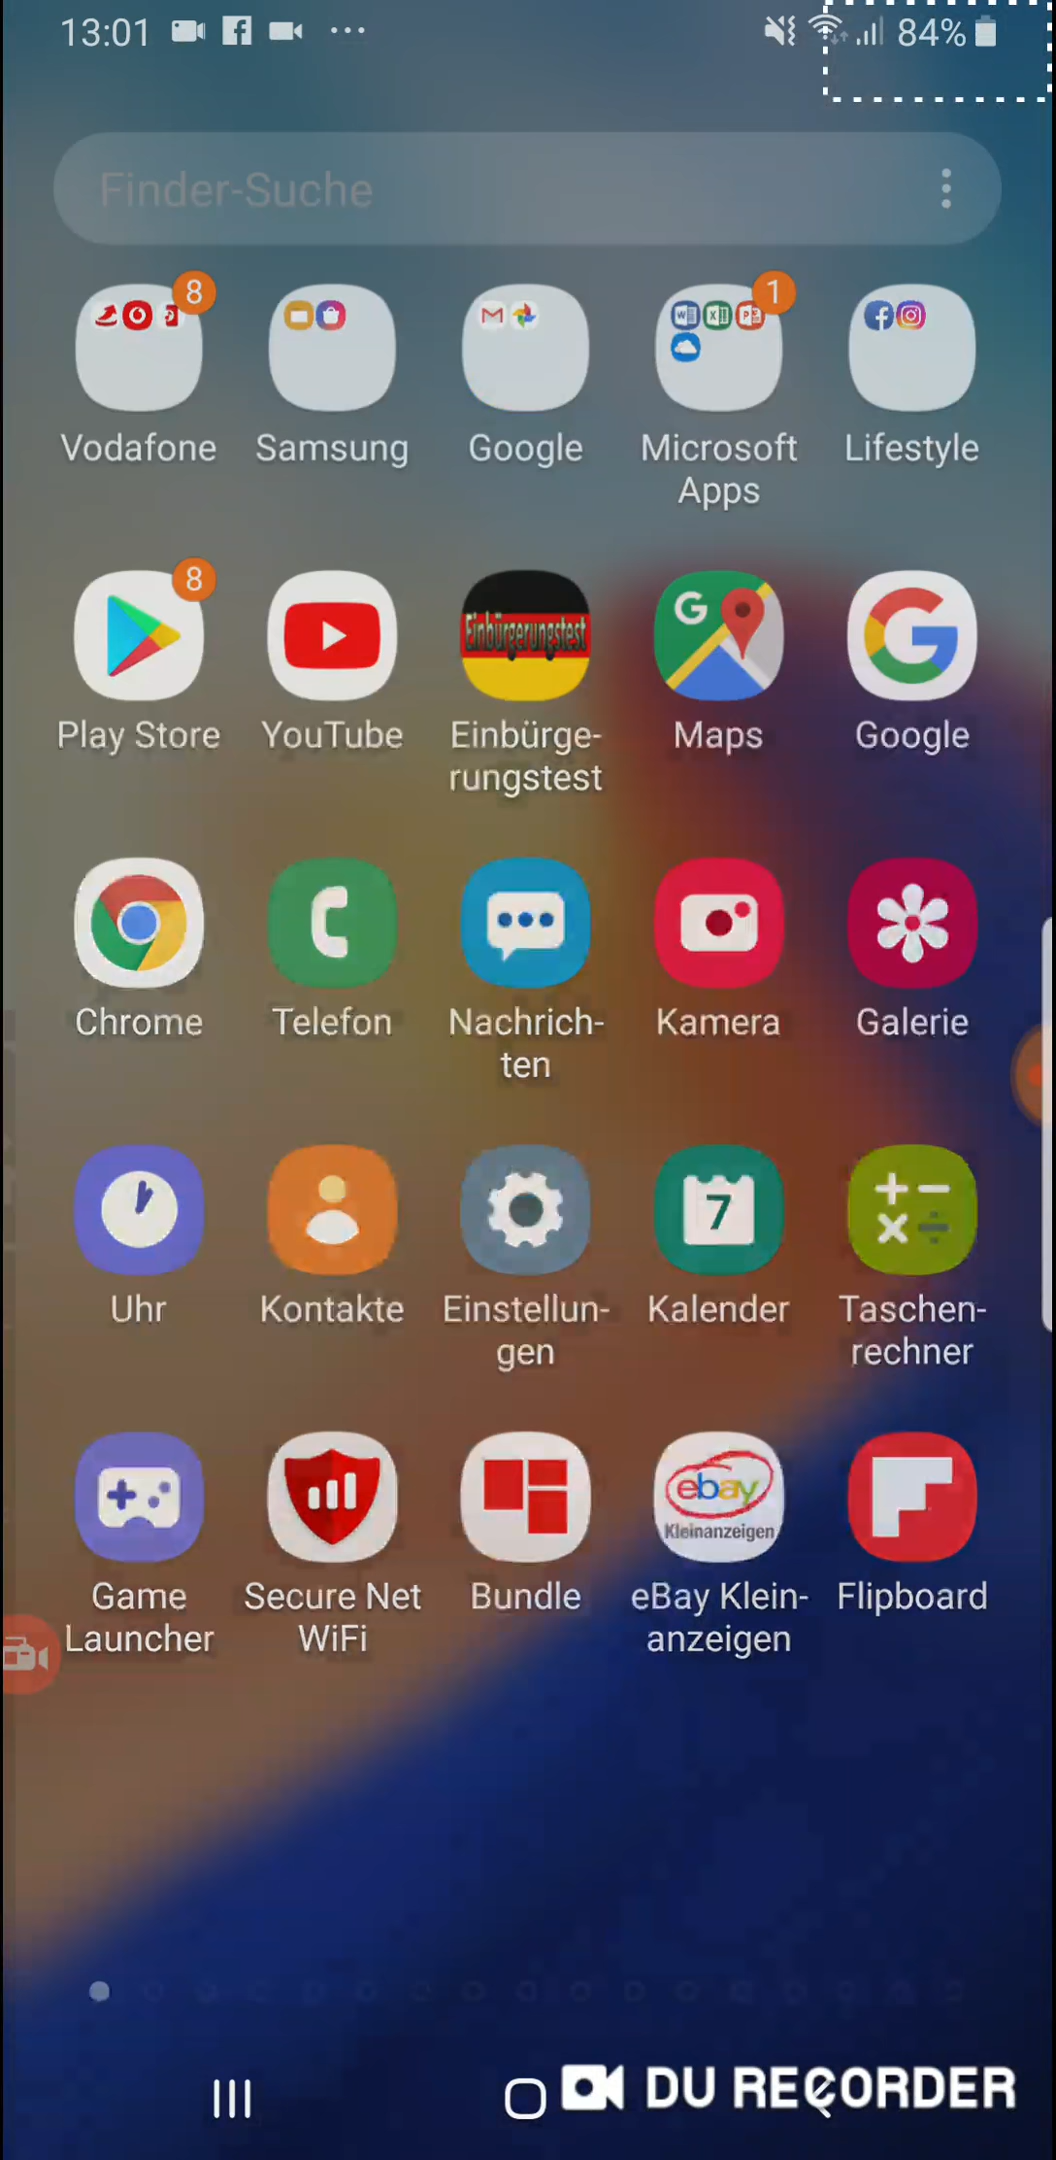 13:01
84%
Finder-Suche
8
1
Vodafone
Samsung
Google
Microsoft
Apps
Lifestyle
8
Einbürgerungstest
Play Store
YouTube
Einbürge-
rungstest
Maps
Google
Chrome
Telefon
Nachrich-
ten
Kamera
Galerie
7
Uhr
Kontakte
Einstellun-
gen
Kalender
Taschen-
rechner
ebay
Kleinanzeigen
Game
Launcher
Secure Net
WiFi
Bundle
eBay Klein-
anzeigen
Flipboard
DU RECORDER